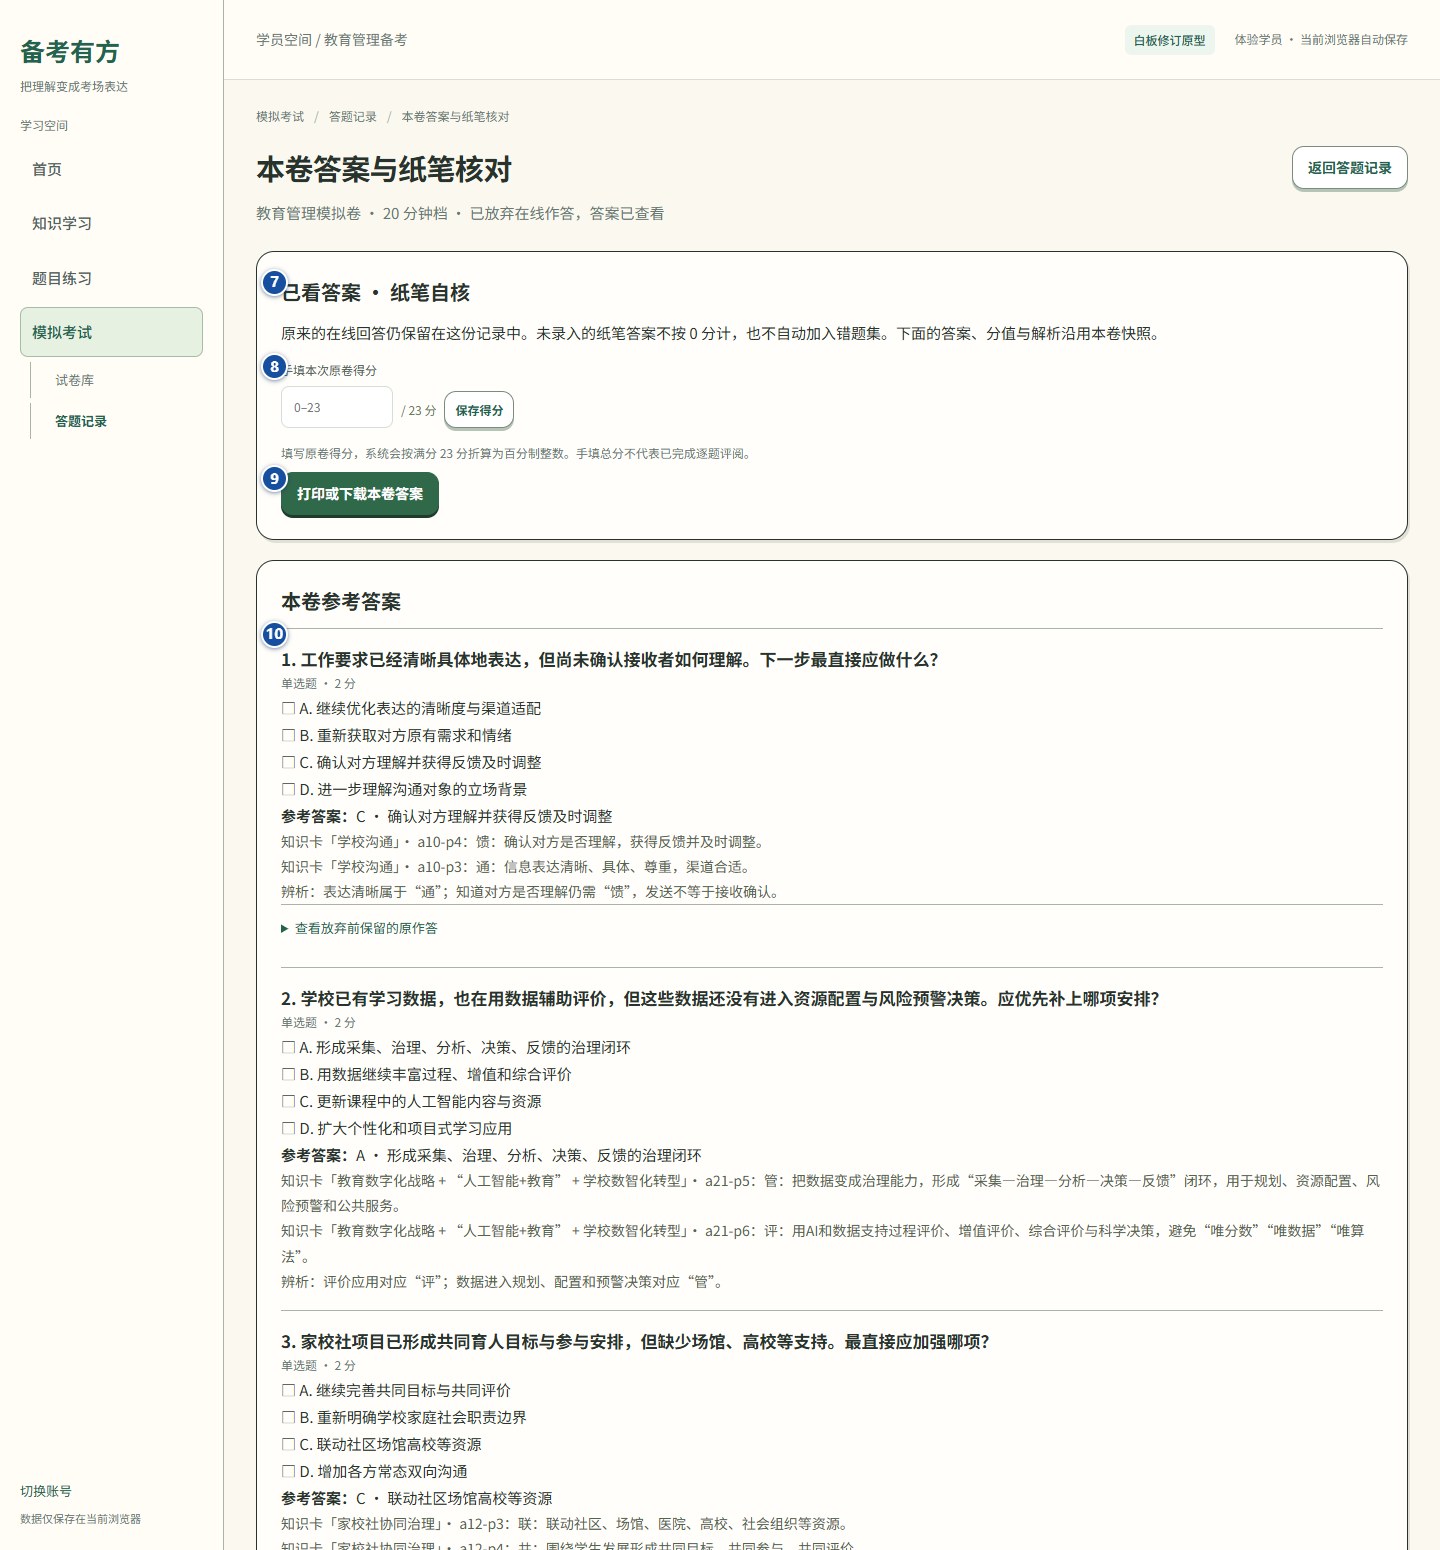 备考有方
把理解变成考场表达
学习空间
首页
知识学习
题目练习
模拟考试
试卷库
答题记录
切换账号
数据仅保存在当前浏览器
学员空间 / 教育管理备考
白板修订原型
体验学员 · 当前浏览器自动保存
模拟考试 / 答题记录 / 本卷答案与纸笔核对
本卷答案与纸笔核对
返回答题记录
教育管理模拟卷 · 20 分钟档 · 已放弃在线作答，答案已查看
7
已看答案 · 纸笔自核
原来的在线回答仍保留在这份记录中。未录入的纸笔答案不按 0 分计，也不自动加入错题集。下面的答案、分值与解析沿用本卷快照。
8
手填本次原卷得分
0–23
/ 23 分
保存得分
填写原卷得分，系统会按满分 23 分折算为百分制整数。手填总分不代表已完成逐题评阅。
9
打印或下载本卷答案
本卷参考答案
10
1. 工作要求已经清晰具体地表达，但尚未确认接收者如何理解。下一步最直接应做什么？
单选题 · 2 分
☐ A. 继续优化表达的清晰度与渠道适配
☐ B. 重新获取对方原有需求和情绪
☐ C. 确认对方理解并获得反馈及时调整
☐ D. 进一步理解沟通对象的立场背景
参考答案：C · 确认对方理解并获得反馈及时调整
知识卡「学校沟通」· a10-p4：馈：确认对方是否理解，获得反馈并及时调整。
知识卡「学校沟通」· a10-p3：通：信息表达清晰、具体、尊重，渠道合适。
辨析：表达清晰属于“通”；知道对方是否理解仍需“馈”，发送不等于接收确认。
▶ 查看放弃前保留的原作答
2. 学校已有学习数据，也在用数据辅助评价，但这些数据还没有进入资源配置与风险预警决策。应优先补上哪项安排？
单选题 · 2 分
☐ A. 形成采集、治理、分析、决策、反馈的治理闭环
☐ B. 用数据继续丰富过程、增值和综合评价
☐ C. 更新课程中的人工智能内容与资源
☐ D. 扩大个性化和项目式学习应用
参考答案：A · 形成采集、治理、分析、决策、反馈的治理闭环
知识卡「教育数字化战略 + “人工智能+教育” + 学校数智化转型」· a21-p5：管：把数据变成治理能力，形成“采集—治理—分析—决策—反馈”闭环，用于规划、资源配置、风
险预警和公共服务。
知识卡「教育数字化战略 + “人工智能+教育” + 学校数智化转型」· a21-p6：评：用AI和数据支持过程评价、增值评价、综合评价与科学决策，避免“唯分数”“唯数据”“唯算
法”。
辨析：评价应用对应“评”；数据进入规划、配置和预警决策对应“管”。
3. 家校社项目已形成共同育人目标与参与安排，但缺少场馆、高校等支持。最直接应加强哪项？
单选题 · 2 分
☐ A. 继续完善共同目标与共同评价
☐ B. 重新明确学校家庭社会职责边界
☐ C. 联动社区场馆高校等资源
☐ D. 增加各方常态双向沟通
参考答案：C · 联动社区场馆高校等资源
知识卡「家校社协同治理」· a12-p3：联：联动社区、场馆、医院、高校、社会组织等资源。
知识卡「家校社协同治理」· a12-p4：共：围绕学生发展形成共同目标、共同参与、共同评价。